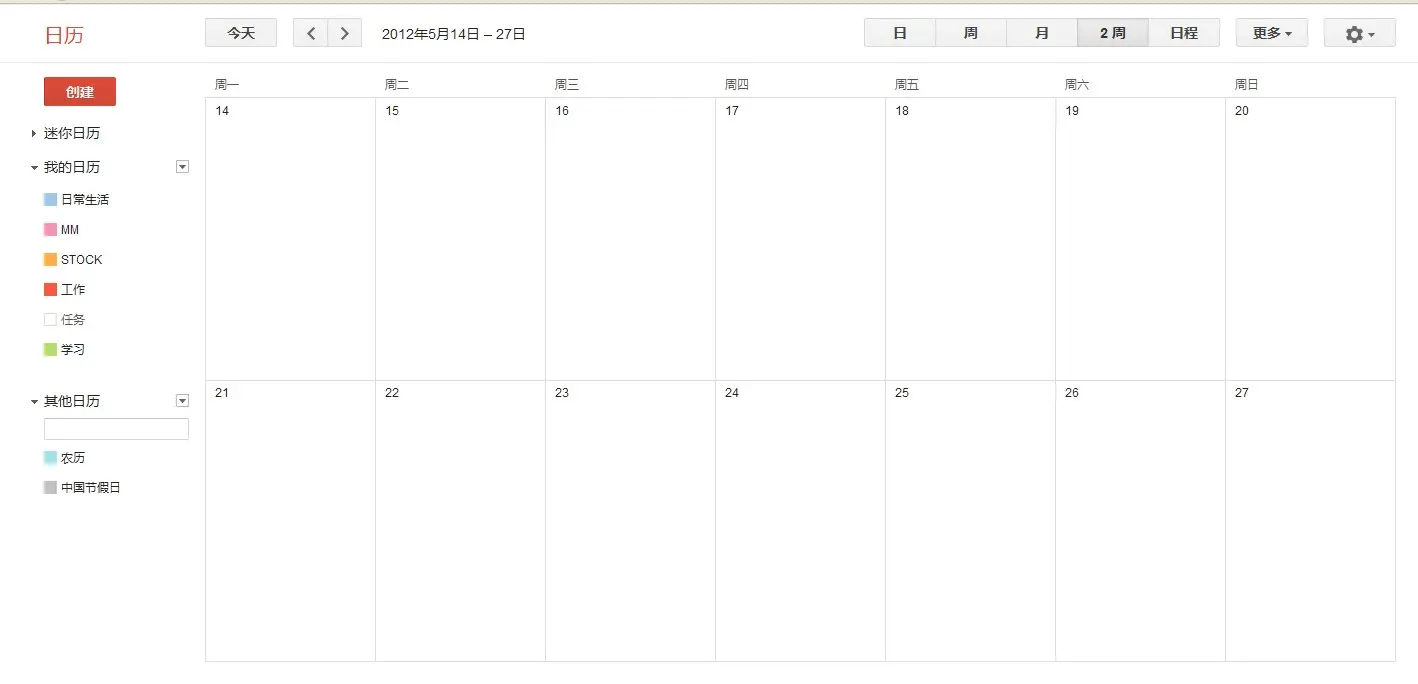 日历
今天
2012年5月14日 – 27日
日
周
月
2 周
日程
更多
创建
迷你日历
我的日历
日常生活
MM
STOCK
工作
任务
学习
其他日历
农历
中国节假日
周一 周二 周三 周四 周五 周六 周日
14 15 16 17 18 19 20
21 22 23 24 25 26 27